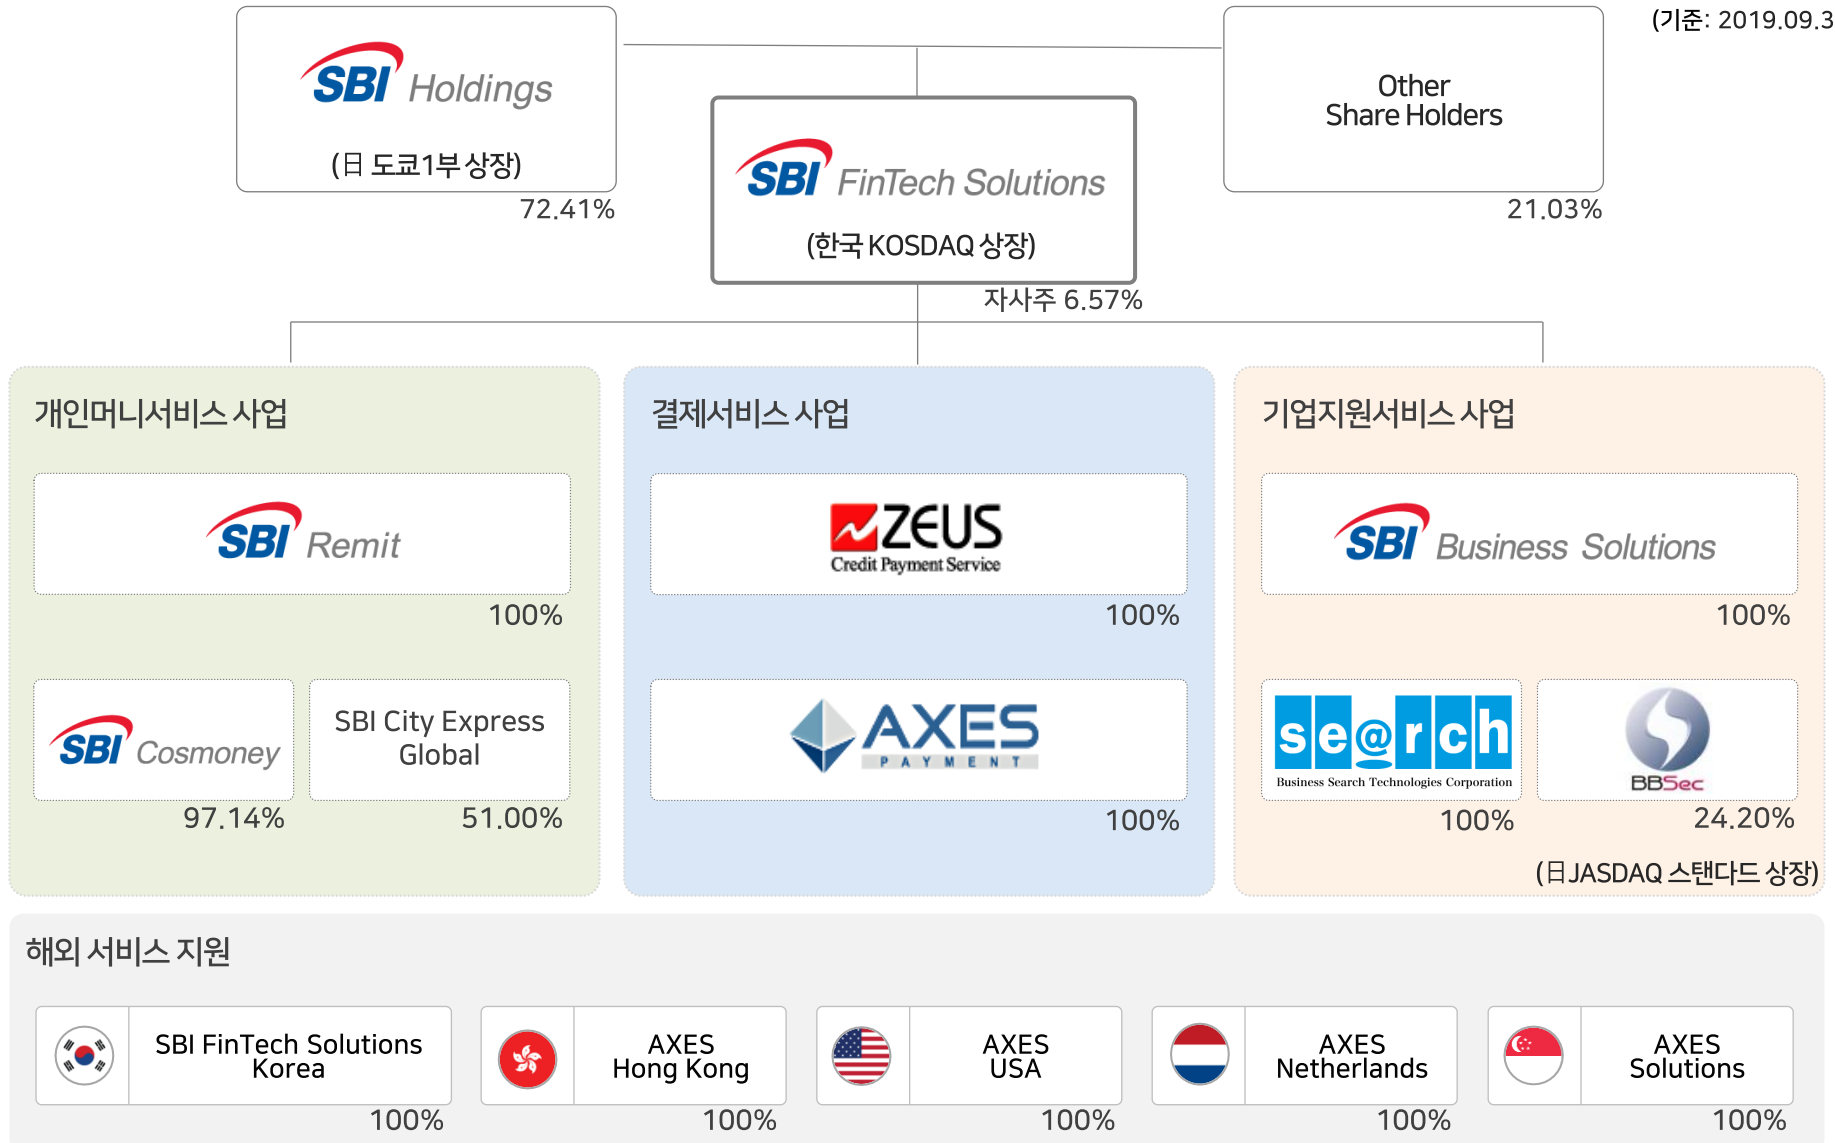 (기준: 2019.09.3
SBI Holdings
(日 도쿄1부 상장)
72.41%
Other
Share Holders
21.03%
SBI FinTech Solutions
(한국 KOSDAQ 상장)
자사주 6.57%
개인머니서비스 사업
SBI Remit
100%
SBI Cosmoney
97.14%
SBI City Express
Global
51.00%
결제서비스 사업
ZEUS
Credit Payment Service
100%
AXES
PAYMENT
100%
기업지원서비스 사업
SBI Business Solutions
100%
se@rch
Business Search Technologies Corporation
100%
BBSec
24.20%
(日JASDAQ 스탠다드 상장)
해외 서비스 지원
SBI FinTech Solutions
Korea
100%
AXES
Hong Kong
100%
AXES
USA
100%
AXES
Netherlands
100%
AXES
Solutions
100%